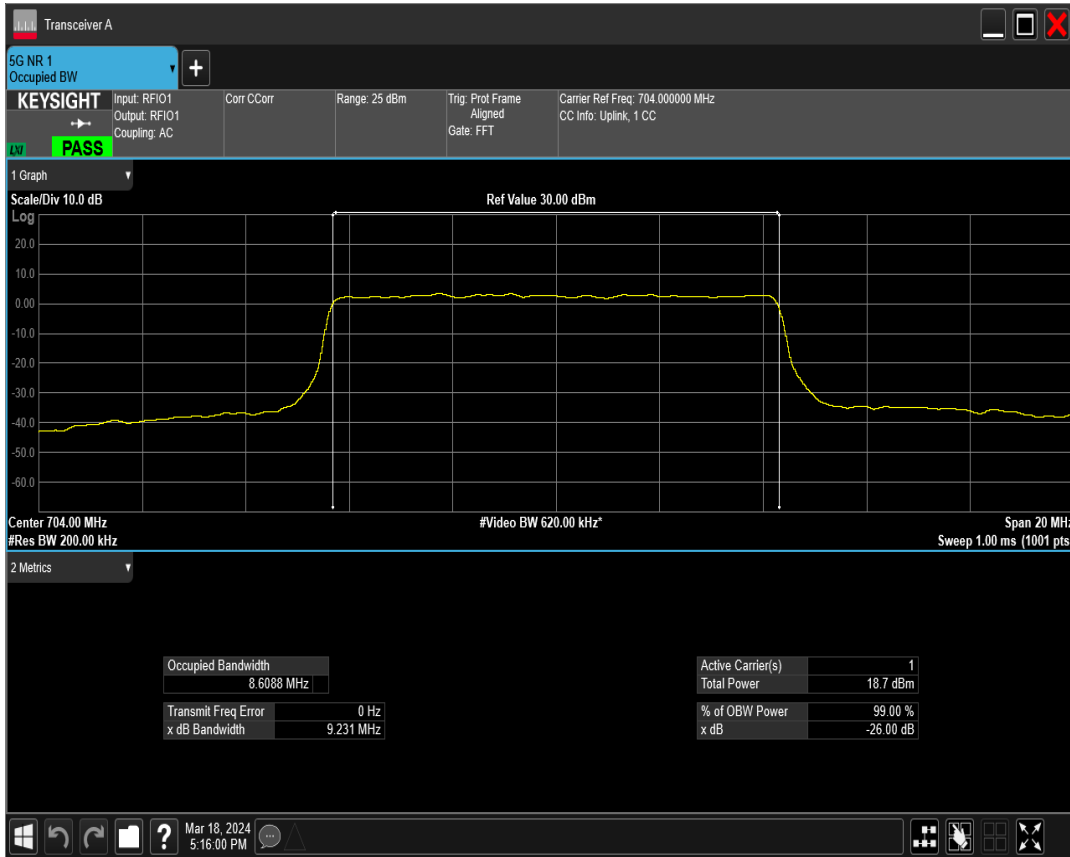 Transceiver A
5G NR 1
Occupied BW
KEYSIGHT
LXI
PASS
Input: RFIO1
Output: RFIO1
Coupling: AC
Corr CCorr
Range: 25 dBm
Trig: Prot Frame
Aligned
Gate: FFT
Carrier Ref Freq: 704.000000 MHz
CC Info: Uplink, 1 CC
1 Graph
Scale/Div 10.0 dB
Ref Value 30.00 dBm
Log
20.0
10.0
0.00
-10.0
-20.0
-30.0
-40.0
-50.0
-60.0
Center 704.00 MHz
#Video BW 620.00 kHz*
Span 20 MHz
#Res BW 200.00 kHz
Sweep 1.00 ms (1001 pts
2 Metrics
Occupied Bandwidth
8.6088 MHz
Transmit Freq Error 0 Hz
x dB Bandwidth 9.231 MHz
Active Carrier(s) 1
Total Power 18.7 dBm
% of OBW Power 99.00 %
x dB -26.00 dB
?
Mar 18, 2024
5:16:00 PM